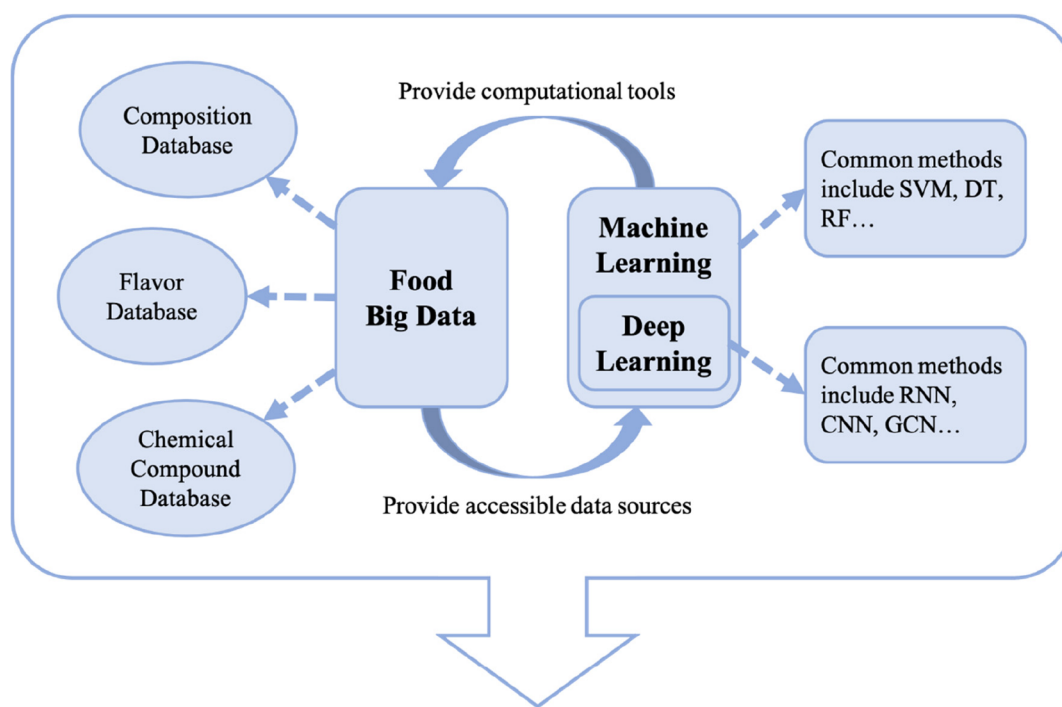 Provide computational tools
Composition
Database
Flavor
Database
Chemical
Compound
Database
Food
Big Data
Machine
Learning
Deep
Learning
Common methods
include SVM, DT,
RF…
Common methods
include RNN,
CNN, GCN…
Provide accessible data sources